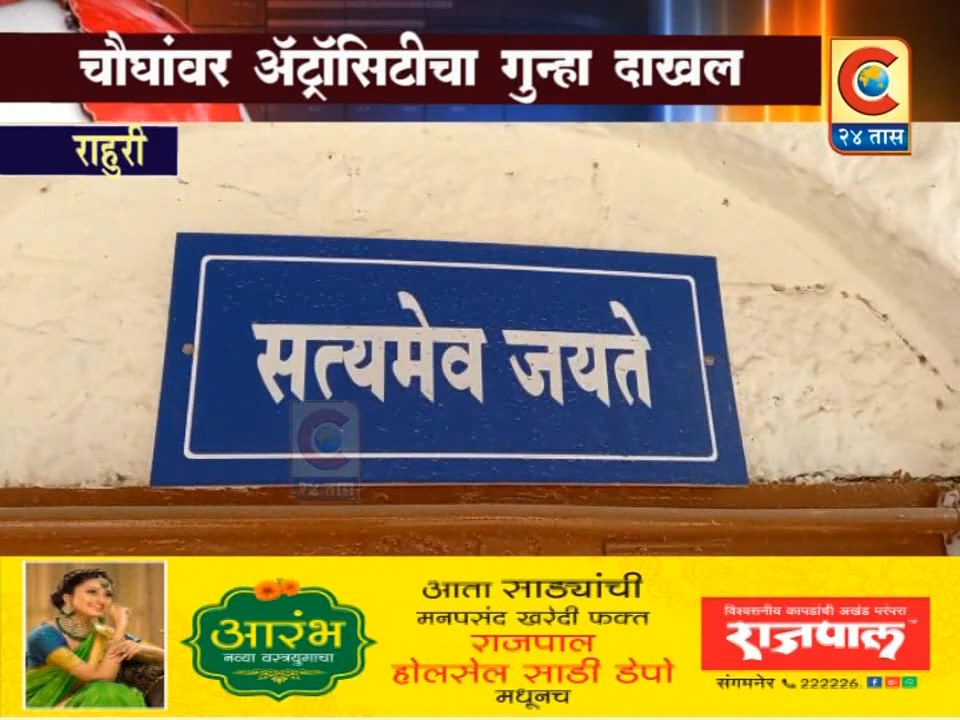 चौघांवर ॲट्रॉसिटीचा गुन्हा दाखल
C
२४ तास
राहुरी
सत्यमेव जयते
C
२४ तास
आरंभ
नव्या वस्त्रयुगाचा
आता साड्यांची
मनपसंद खरेदी फक्त
राजपाल
होलसेल साडी डेपो
मधूनच
विश्वसनीय कापडांची अखंड परंपरा
राजपाल
संगमनेर 222226